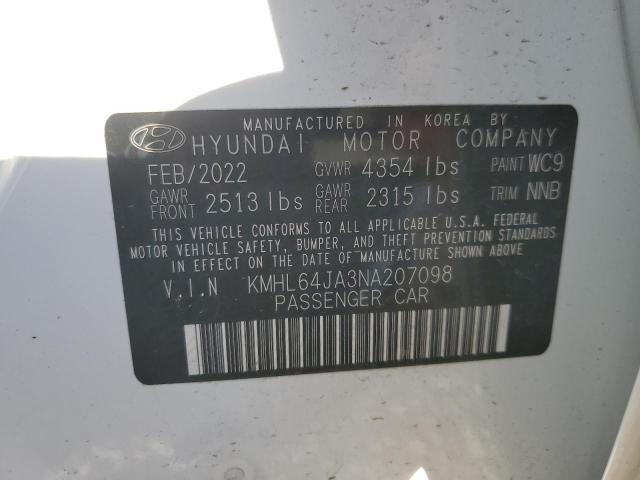 MANUFACTURED IN KOREA BY
HYUNDAI MOTOR COMPANY
FEB/2022 GVWR 4354 lbs PAINT WC9
GAWR FRONT 2513 lbs GAWR REAR 2315 lbs TRIM NNB
THIS VEHICLE CONFORMS TO ALL APPLICABLE U.S.A. FEDERAL
MOTOR VEHICLE SAFETY, BUMPER, AND THEFT PREVENTION STANDARDS
IN EFFECT ON THE DATE OF MANUFACTURE SHOWN ABOVE.
V.I.N KMHL64JA3NA207098
PASSENGER CAR